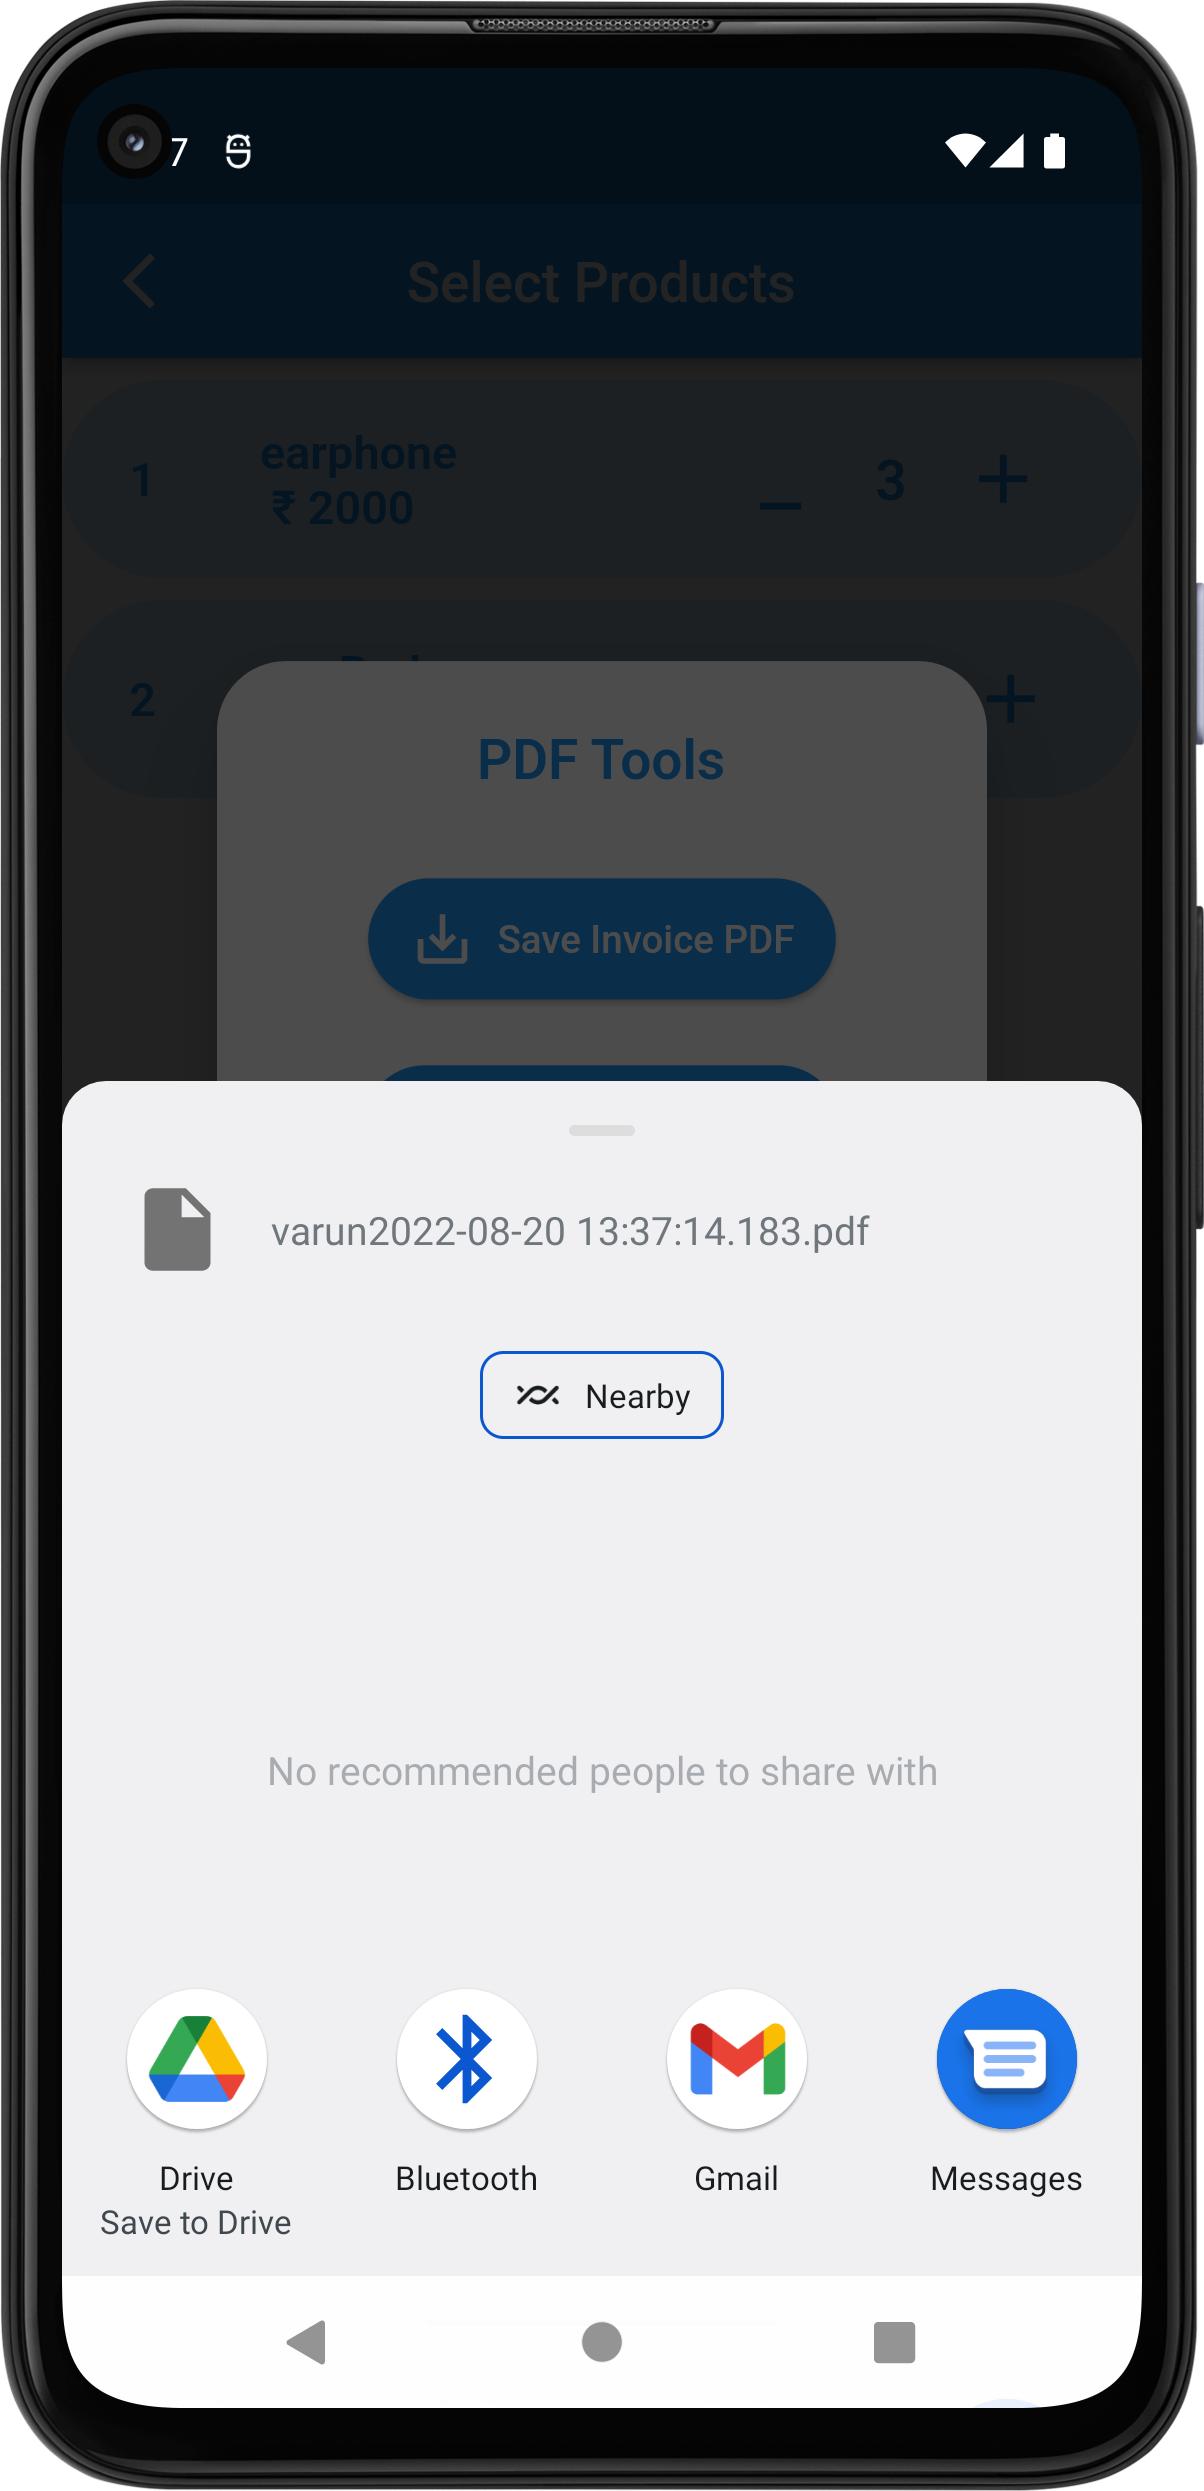 7
Select Products
1
earphone
₹ 2000
3
2
PDF Tools
Save Invoice PDF
varun2022-08-20 13:37:14.183.pdf
Nearby
No recommended people to share with
Drive
Save to Drive
Bluetooth
Gmail
Messages